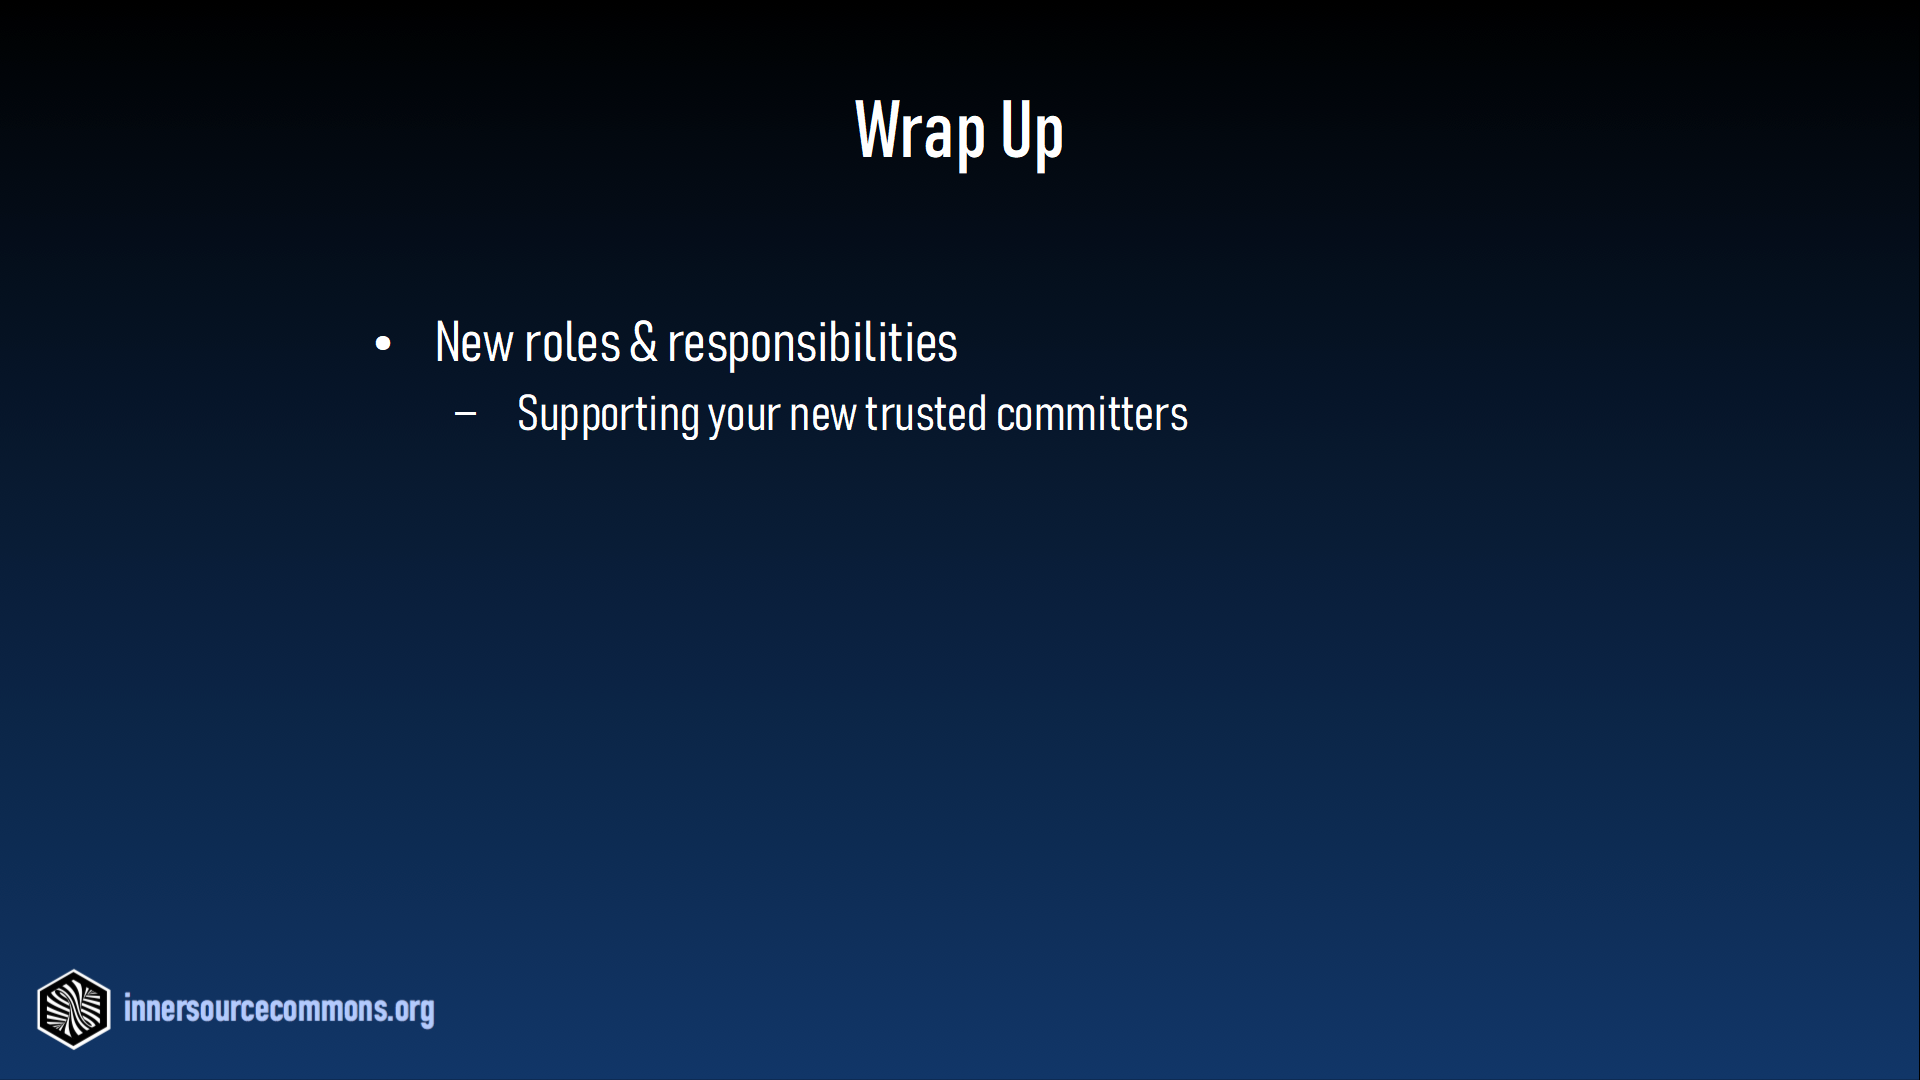 Wrap Up
• New roles & responsibilities
– Supporting your new trusted committers
innersourcecommons.org